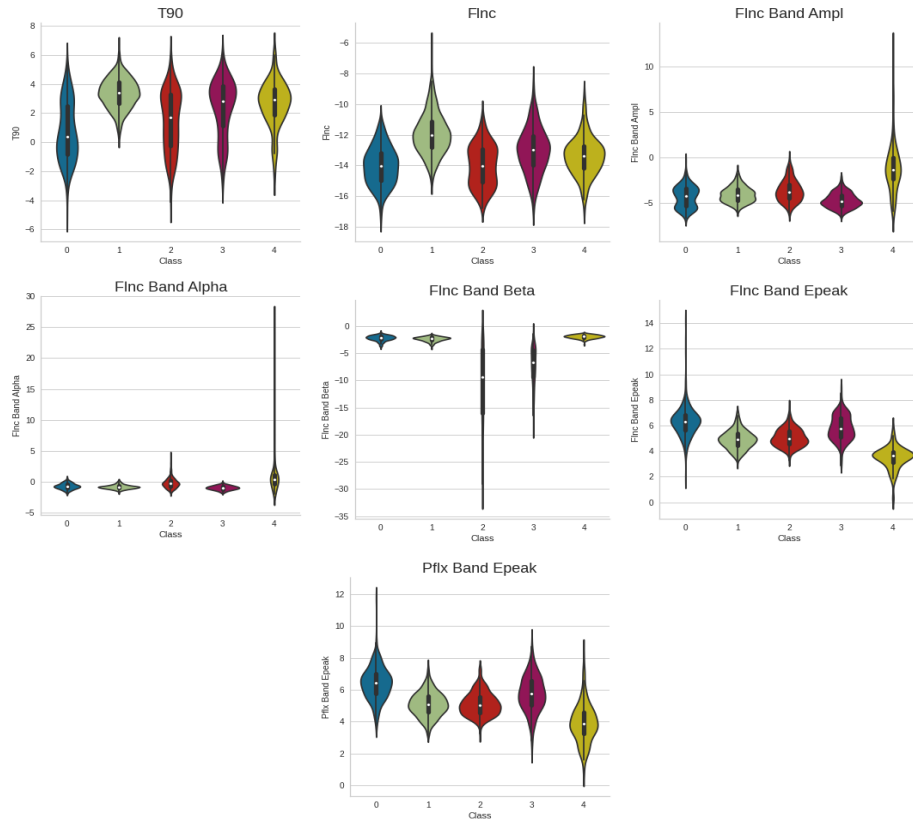 T90
8
6
4
2
0
−2
−4
−6
T90
0 1 2 3 4
Class
Flnc
−6
−8
−10
−12
−14
−16
−18
Flnc
0 1 2 3 4
Class
Flnc Band Ampl
10
5
0
−5
Flnc Band Ampl
0 1 2 3 4
Class
Flnc Band Alpha
30
25
20
15
10
5
0
−5
Flnc Band Alpha
0 1 2 3 4
Class
Flnc Band Beta
0
−5
−10
−15
−20
−25
−30
−35
Flnc Band Beta
0 1 2 3 4
Class
Flnc Band Epeak
14
12
10
8
6
4
2
0
Flnc Band Epeak
0 1 2 3 4
Class
Pflx Band Epeak
12
10
8
6
4
2
0
Pflx Band Epeak
0 1 2 3 4
Class